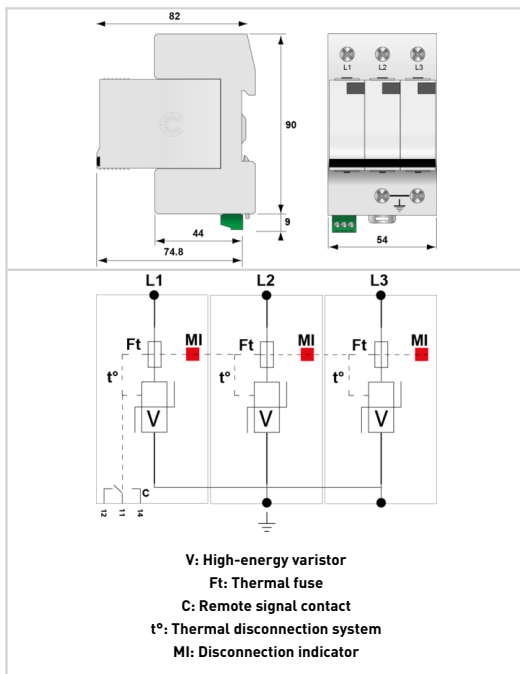 82
L1 L2 L3
90
9
44
74.8
54
L1 L2 L3
Ft MI Ft MI Ft MI
t° t° t°
V V V
C
12 11 14
V: High-energy varistor
Ft: Thermal fuse
C: Remote signal contact
t°: Thermal disconnection system
MI: Disconnection indicator